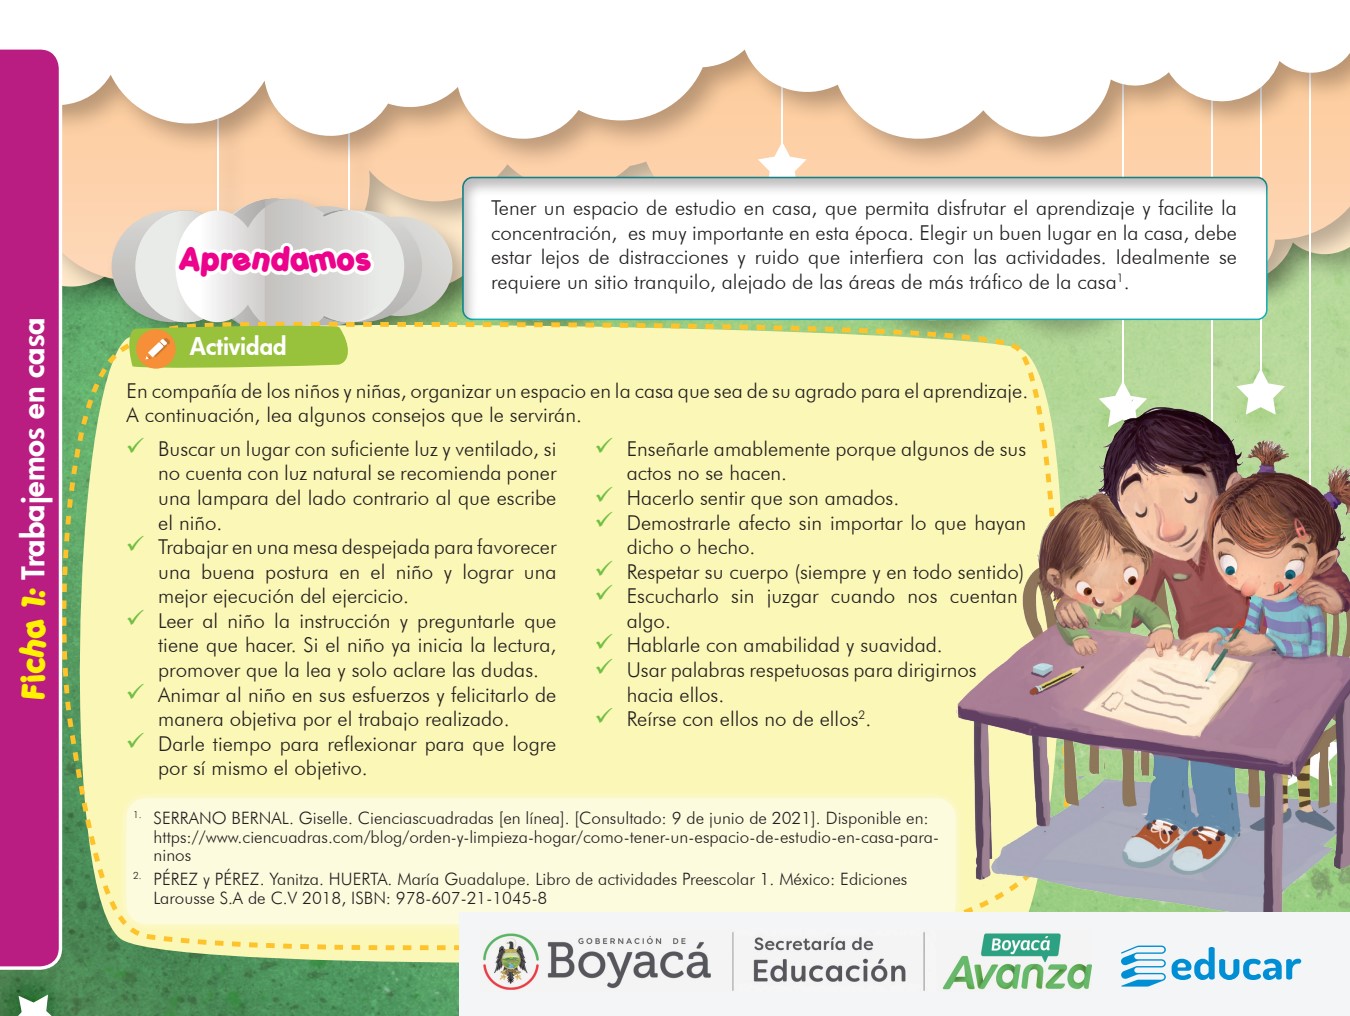 Ficha 1: Trabajemos en casa
Aprendamos
Tener un espacio de estudio en casa, que permita disfrutar el aprendizaje y facilite la
concentración, es muy importante en esta época. Elegir un buen lugar en la casa, debe
estar lejos de distracciones y ruido que interfiera con las actividades. Idealmente se
requiere un sitio tranquilo, alejado de las áreas de más tráfico de la casa¹.
Actividad
En compañía de los niños y niñas, organizar un espacio en la casa que sea de su agrado para el aprendizaje.
A continuación, lea algunos consejos que le servirán.
✓ Buscar un lugar con suficiente luz y ventilado, si
no cuenta con luz natural se recomienda poner
una lampara del lado contrario al que escribe
el niño.
✓ Trabajar en una mesa despejada para favorecer
una buena postura en el niño y lograr una
mejor ejecución del ejercicio.
✓ Leer al niño la instrucción y preguntarle que
tiene que hacer. Si el niño ya inicia la lectura,
promover que la lea y solo aclare las dudas.
✓ Animar al niño en sus esfuerzos y felicitarlo de
manera objetiva por el trabajo realizado.
✓ Darle tiempo para reflexionar para que logre
por sí mismo el objetivo.
✓ Enseñarle amablemente porque algunos de sus
actos no se hacen.
✓ Hacerlo sentir que son amados.
✓ Demostrarle afecto sin importar lo que hayan
dicho o hecho.
✓ Respetar su cuerpo (siempre y en todo sentido)
✓ Escucharlo sin juzgar cuando nos cuentan
algo.
✓ Hablarle con amabilidad y suavidad.
✓ Usar palabras respetuosas para dirigirnos
hacia ellos.
✓ Reírse con ellos no de ellos².
1. SERRANO BERNAL. Giselle. Cienciascuadradas [en línea]. [Consultado: 9 de junio de 2021]. Disponible en:
https://www.ciencuadras.com/blog/orden-y-limpieza-hogar/como-tener-un-espacio-de-estudio-en-casa-para-
ninos
2. PÉREZ y PÉREZ. Yanitza. HUERTA. María Guadalupe. Libro de actividades Preescolar 1. México: Ediciones
Larousse S.A de C.V 2018, ISBN: 978-607-21-1045-8
GOBERNACIÓN DE
Boyacá
Secretaría de
Educación
Boyacá
Avanza
educar